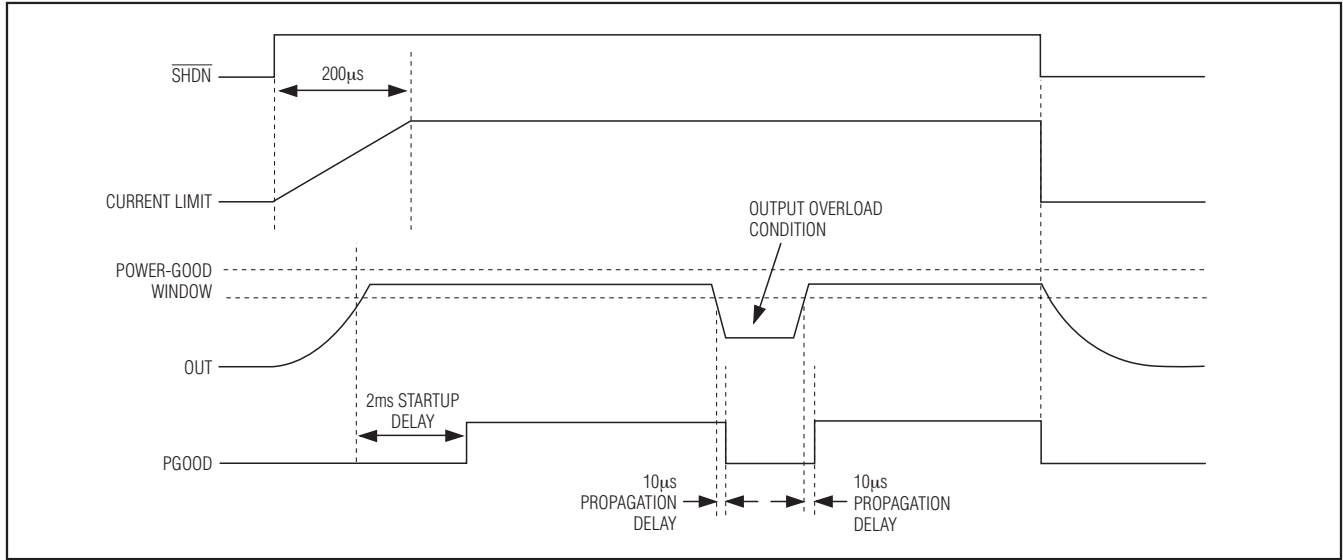 SHDN
200µs
CURRENT LIMIT
OUTPUT OVERLOAD
CONDITION
POWER-GOOD
WINDOW
OUT
2ms STARTUP
DELAY
PGOOD
10µs
PROPAGATION
DELAY
10µs
PROPAGATION
DELAY